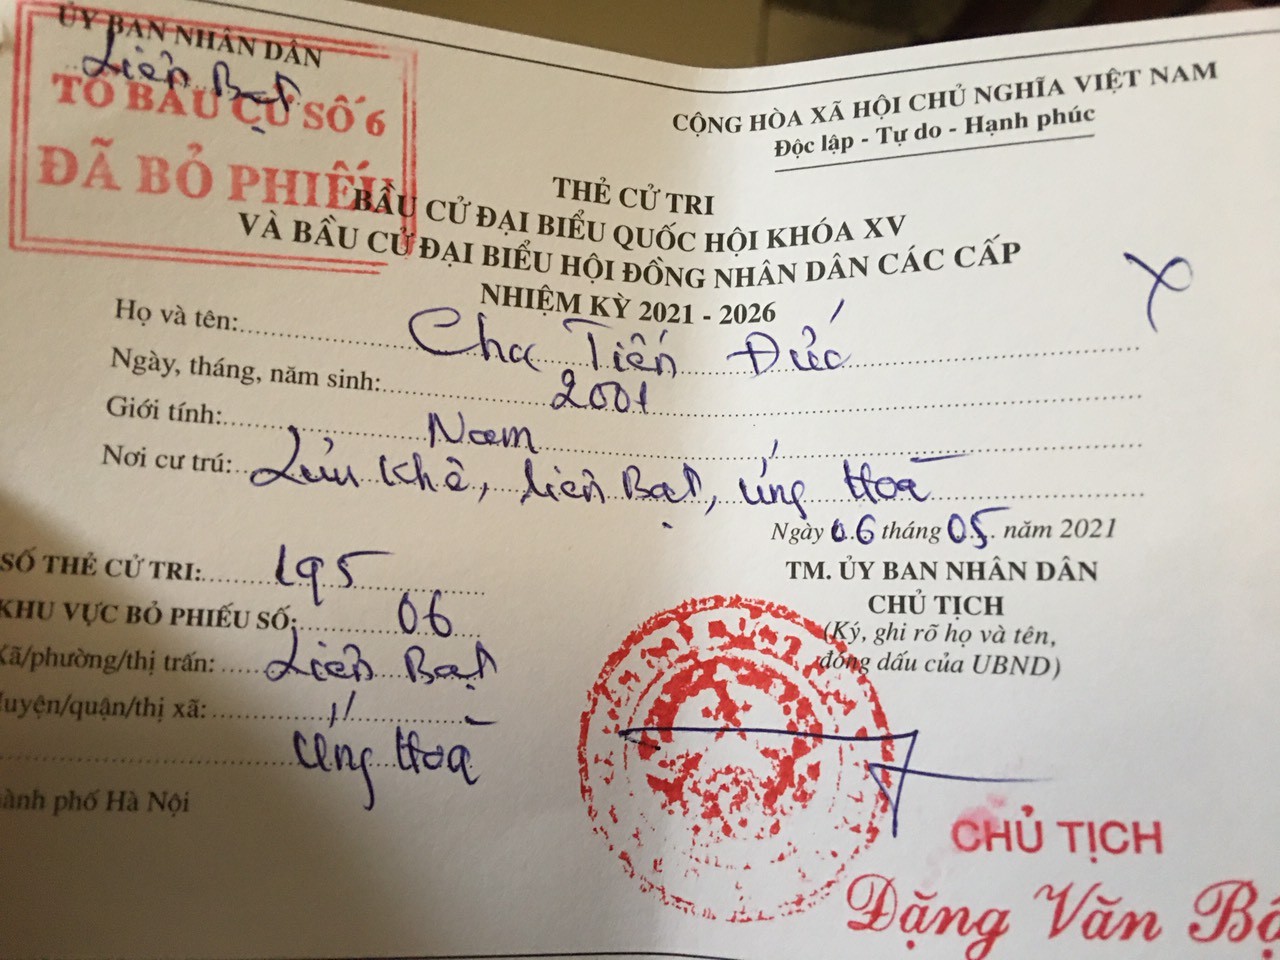 ỦY BAN NHÂN DÂN
Liên Bạt
TỔ BẦU CỬ SỐ 6
ĐÃ BỎ PHIẾU
CỘNG HÒA XÃ HỘI CHỦ NGHĨA VIỆT NAM
Độc lập - Tự do - Hạnh phúc
THẺ CỬ TRI
BẦU CỬ ĐẠI BIỂU QUỐC HỘI KHÓA XV
VÀ BẦU CỬ ĐẠI BIỂU HỘI ĐỒNG NHÂN DÂN CÁC CẤP
NHIỆM KỲ 2021 - 2026
Họ và tên: Chu Tiến Đức
Ngày, tháng, năm sinh: 2001
Giới tính: Nam
Nơi cư trú: Lưu Khê, Liên Bạt, Ứng Hoà
Ngày 06 tháng 05 năm 2021
SỐ THẺ CỬ TRI: 195
KHU VỰC BỎ PHIẾU SỐ: 06
Xã/phường/thị trấn: Liên Bạt
Huyện/quận/thị xã:
Ứng Hoà
ành phố Hà Nội
TM. ỦY BAN NHÂN DÂN
CHỦ TỊCH
(Ký, ghi rõ họ và tên,
đóng dấu của UBND)
CHỦ TỊCH
Đặng Văn Bộ